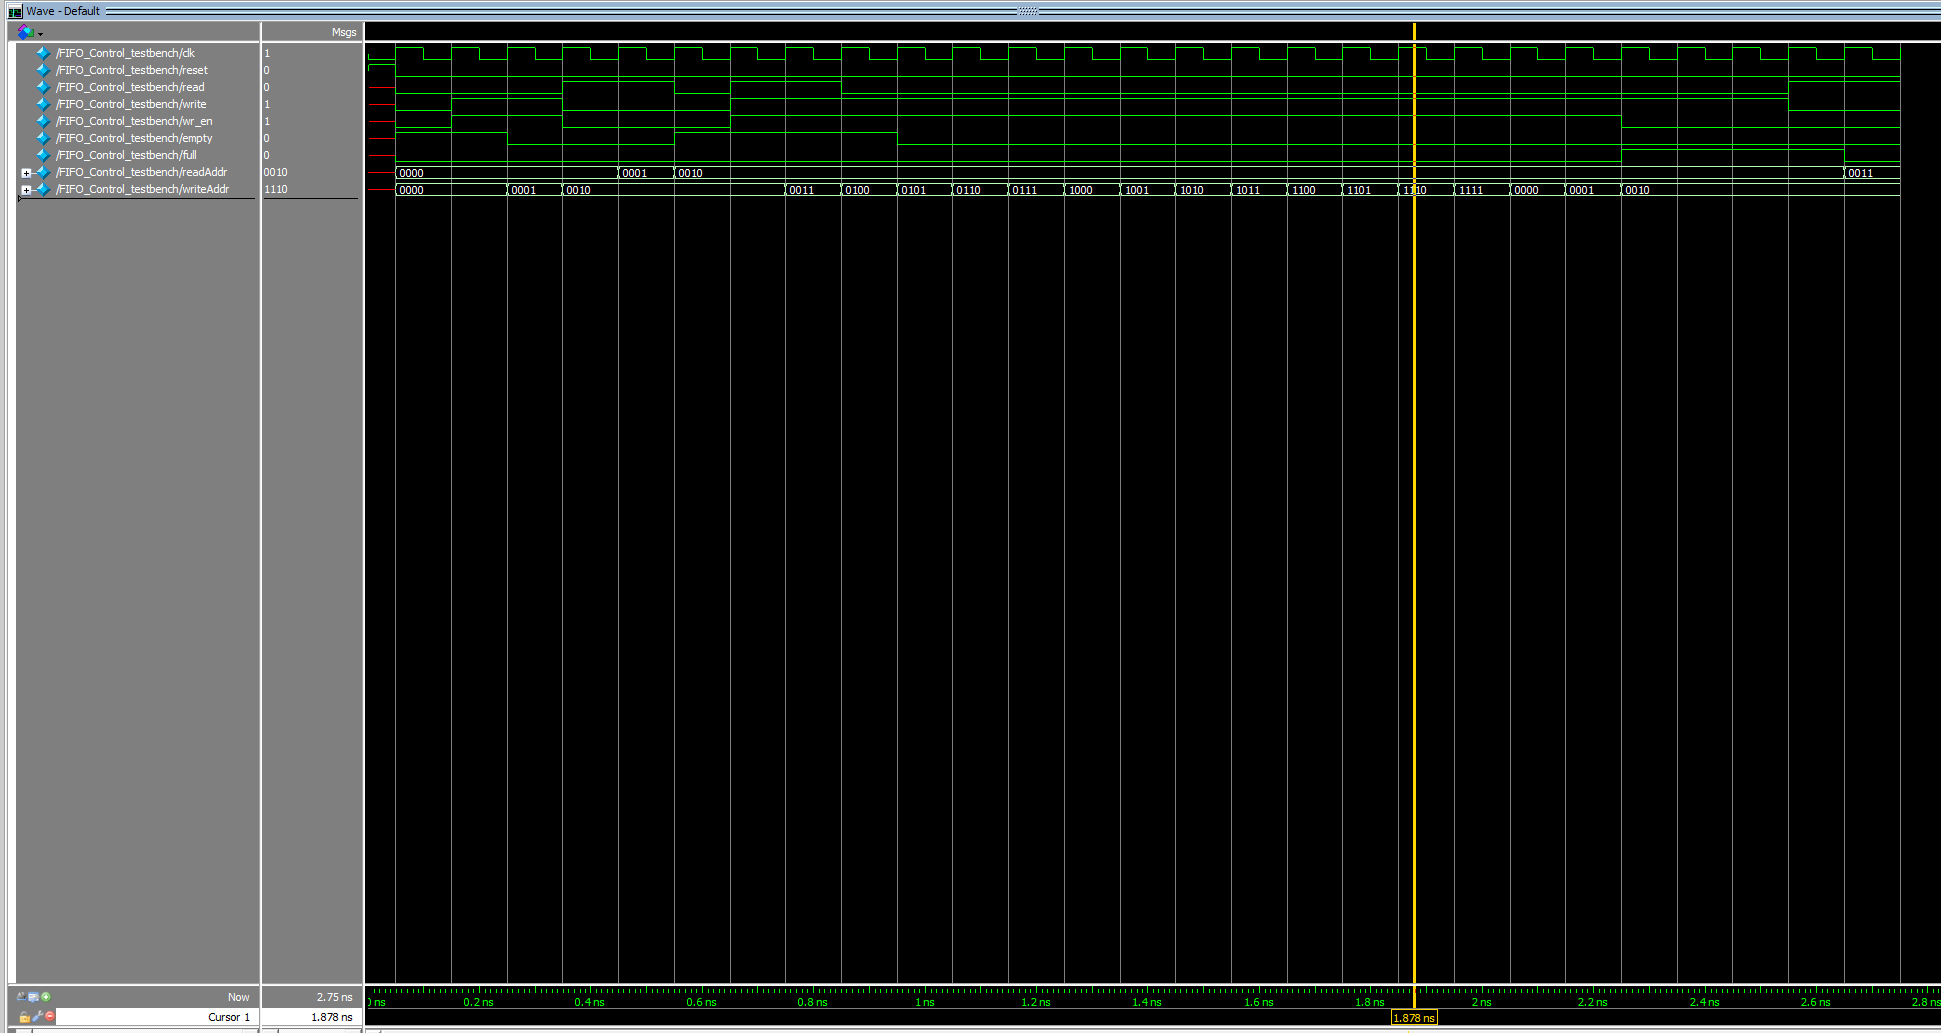 Wave - Default
Msgs
/FIFO_Control_testbench/clk 1
/FIFO_Control_testbench/reset 0
/FIFO_Control_testbench/read 0
/FIFO_Control_testbench/write 1
/FIFO_Control_testbench/wr_en 1
/FIFO_Control_testbench/empty 0
/FIFO_Control_testbench/full 0
/FIFO_Control_testbench/readAddr 0010 0000 0001 0010 0011
/FIFO_Control_testbench/writeAddr 1110 0000 0001 0010 0011 0100 0101 0110 0111 1000 1001 1010 1011 1100 1101 1110 1111 0000 0001 0010
Now 2.75 ns ns 0.2 ns 0.4 ns 0.6 ns 0.8 ns 1 ns 1.2 ns 1.4 ns 1.6 ns 1.8 ns 2 ns 2.2 ns 2.4 ns 2.6 ns 2.8 ns
Cursor 1 1.878 ns 1.878 ns